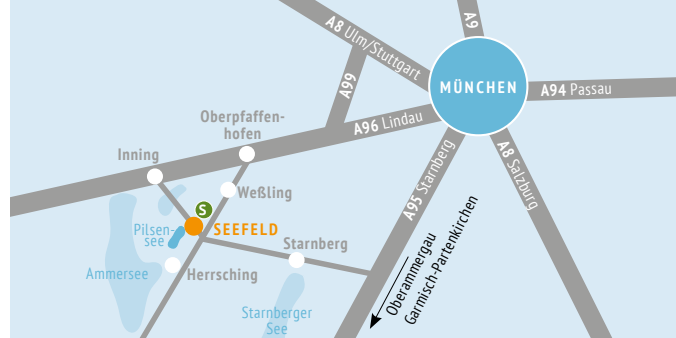 A9
A8 Ulm/Stuttgart
A99
MÜNCHEN
A94 Passau
A96 Lindau
Oberpfaffen-
hofen
Inning
Weßling
A95 Starnberg
A8 Salzburg
S
SEEFELD
Pilsen-
see
Starnberg
Ammersee
Herrsching
Oberammergau
Garmisch-Partenkirchen
Starnberger
See